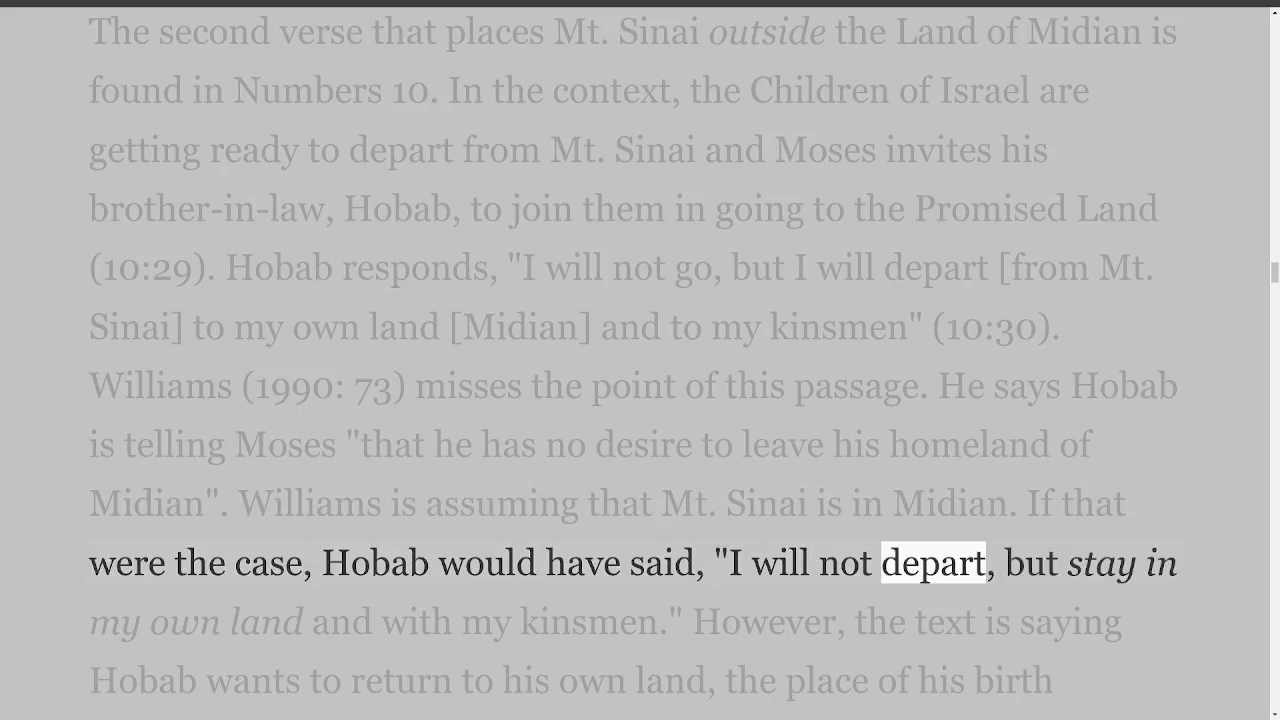 The second verse that places Mt. Sinai outside the Land of Midian is
found in Numbers 10. In the context, the Children of Israel are
getting ready to depart from Mt. Sinai and Moses invites his
brother-in-law, Hobab, to join them in going to the Promised Land
(10:29). Hobab responds, "I will not go, but I will depart [from Mt.
Sinai] to my own land [Midian] and to my kinsmen" (10:30).
Williams (1990: 73) misses the point of this passage. He says Hobab
is telling Moses "that he has no desire to leave his homeland of
Midian". Williams is assuming that Mt. Sinai is in Midian. If that
were the case, Hobab would have said, "I will not depart, but stay in
my own land and with my kinsmen." However, the text is saying
Hobab wants to return to his own land, the place of his birth